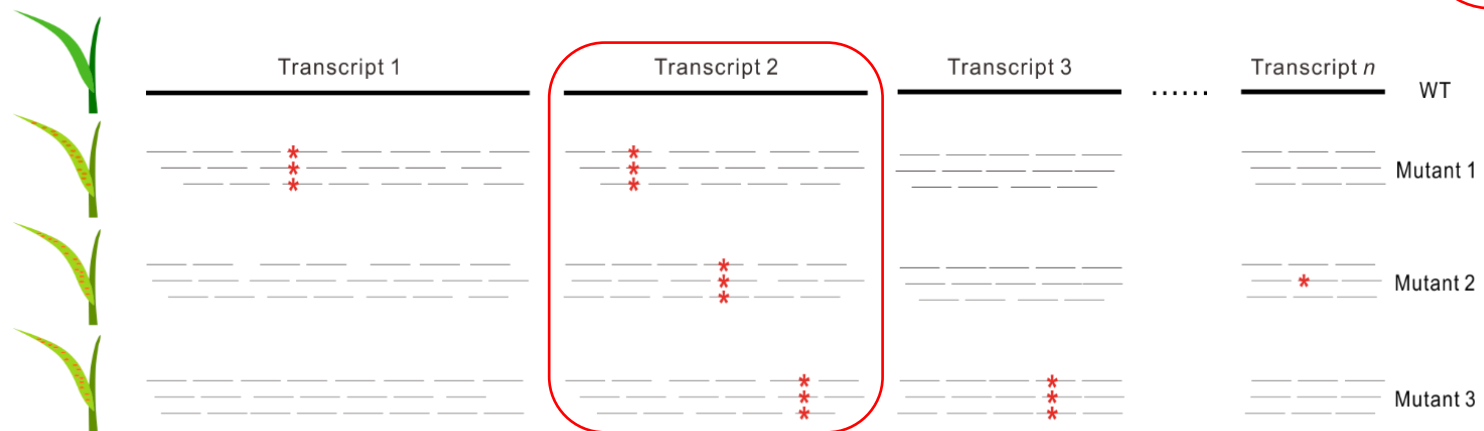 Transcript 1 Transcript 2 Transcript 3 ...... Transcript n WT
* * Mutant 1
* *
* *
* Mutant 2
* *
*
* * Mutant 3
* *
* *